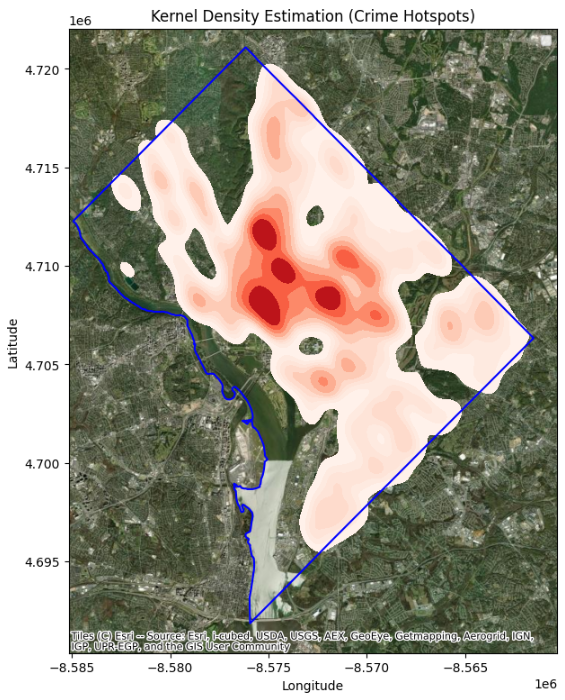 Kernel Density Estimation (Crime Hotspots)
1e6
4.720
4.715
4.710
4.705
4.700
4.695
Latitude
Tiles (C) Esri -- Source: Esri, i-cubed, USDA, USGS, AEX, GeoEye, Getmapping, Aerogrid, IGN,
IGP, UPR-EGP, and the GIS User Community
−8.585 −8.580 −8.575 −8.570 −8.565
Longitude
1e6